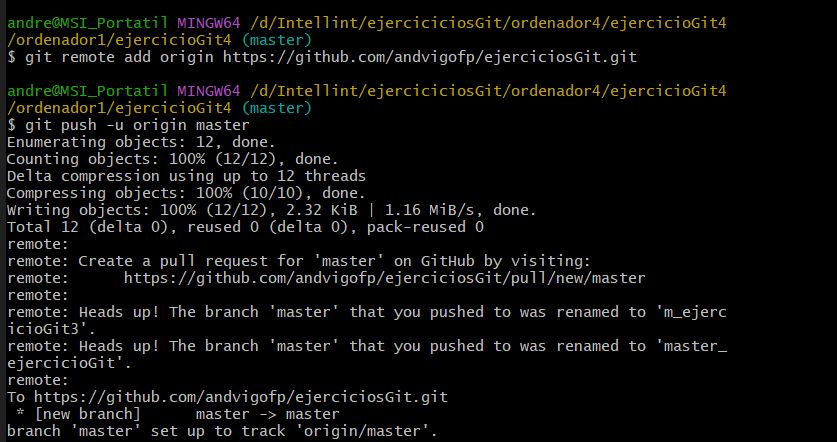 andre@MSI_Portatil MINGW64 /d/Intellint/ejerciciciosGit/ordenador4/ejercicioGit4
/ordenador1/ejercicioGit4 (master)
$ git remote add origin https://github.com/andvigofp/ejerciciosGit.git
andre@MSI_Portatil MINGW64 /d/Intellint/ejerciciciosGit/ordenador4/ejercicioGit4
/ordenador1/ejercicioGit4 (master)
$ git push -u origin master
Enumerating objects: 12, done.
Counting objects: 100% (12/12), done.
Delta compression using up to 12 threads
Compressing objects: 100% (10/10), done.
Writing objects: 100% (12/12), 2.32 KiB | 1.16 MiB/s, done.
Total 12 (delta 0), reused 0 (delta 0), pack-reused 0
remote:
remote: Create a pull request for 'master' on GitHub by visiting:
remote:      https://github.com/andvigofp/ejerciciosGit/pull/new/master
remote:
remote: Heads up! The branch 'master' that you pushed to was renamed to 'm_ejerc
icioGit3'.
remote: Heads up! The branch 'master' that you pushed to was renamed to 'master_
ejercicioGit'.
remote:
To https://github.com/andvigofp/ejerciciosGit.git
 * [new branch]      master -> master
branch 'master' set up to track 'origin/master'.